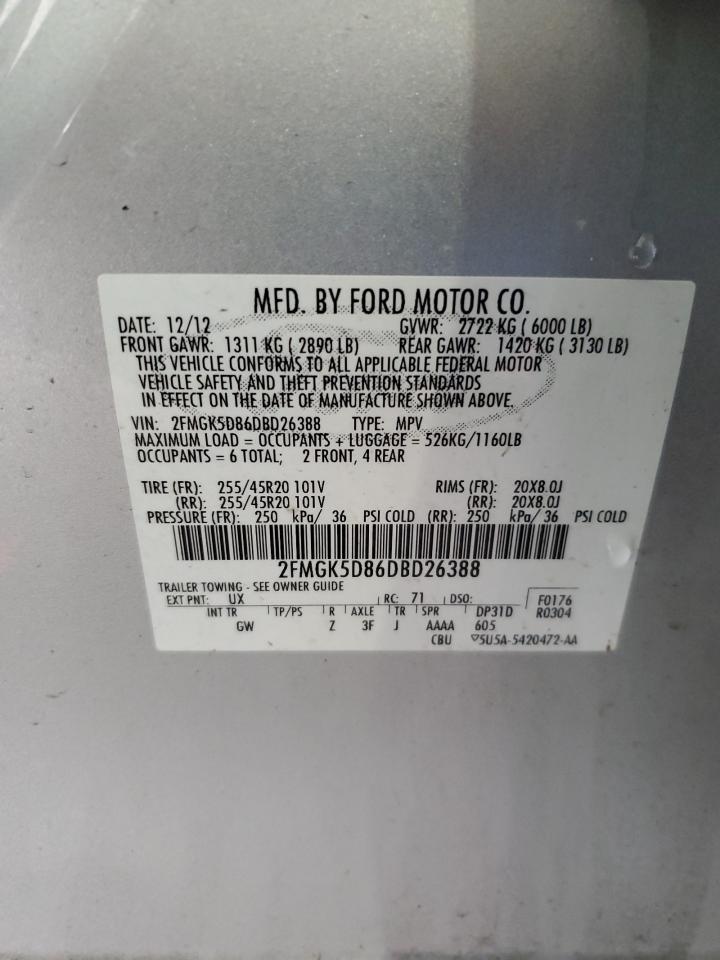 MFD. BY FORD MOTOR CO.
DATE: 12/12 GVWR: 2722 KG ( 6000 LB)
FRONT GAWR: 1311 KG ( 2890 LB) REAR GAWR: 1420 KG ( 3130 LB)
THIS VEHICLE CONFORMS TO ALL APPLICABLE FEDERAL MOTOR
VEHICLE SAFETY AND THEFT PREVENTION STANDARDS
IN EFFECT ON THE DATE OF MANUFACTURE SHOWN ABOVE.
VIN: 2FMGK5D86DBD26388 TYPE: MPV
MAXIMUM LOAD = OCCUPANTS + LUGGAGE = 526KG/1160LB
OCCUPANTS = 6 TOTAL; 2 FRONT, 4 REAR
TIRE (FR): 255/45R20 101V RIMS (FR): 20X8.0J
(RR): 255/45R20 101V (RR): 20X8.0J
PRESSURE (FR): 250 kPa/ 36 PSI COLD (RR): 250 kPa/ 36 PSI COLD
2FMGK5D86DBD26388
TRAILER TOWING - SEE OWNER GUIDE
EXT PNT: UX RC: 71 DSO: F0176
INT TR TP/PS R AXLE TR SPR DP31D R0304
GW Z 3F J AAAA 605
CBU 5U5A-5420472-AA